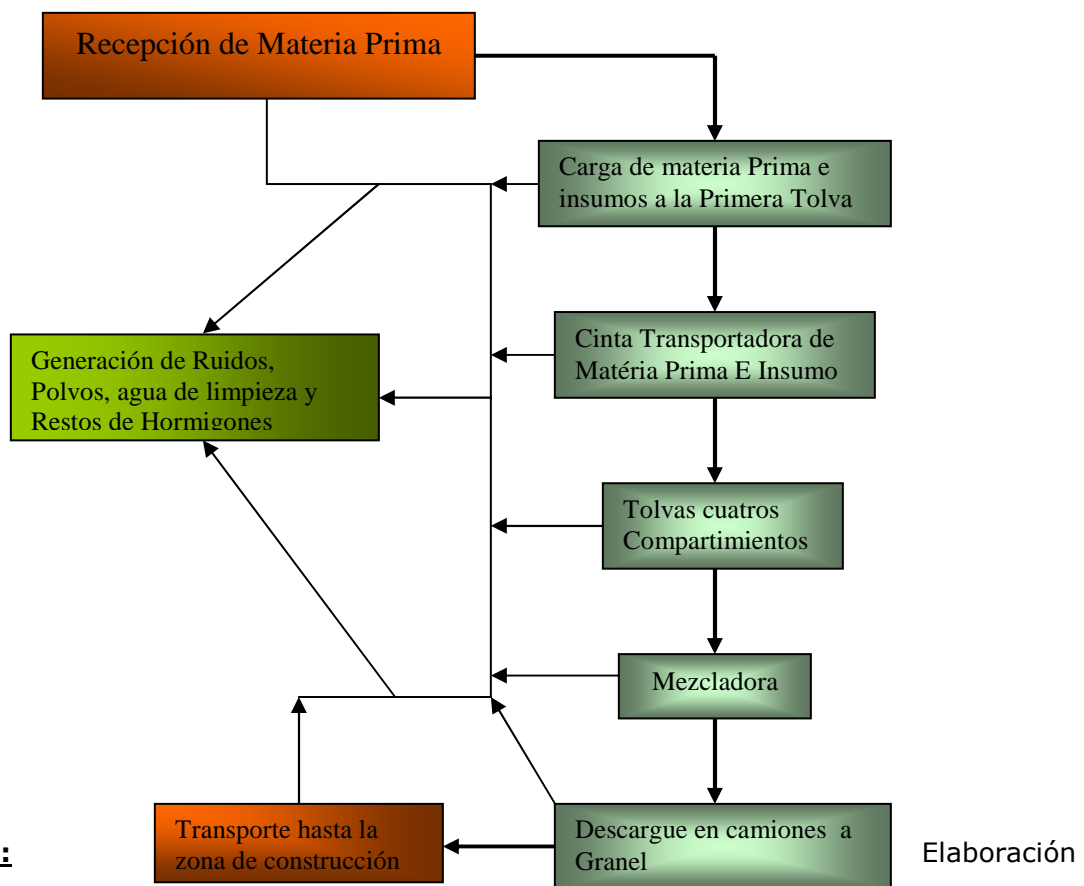 Recepción de Materia Prima
Carga de materia Prima e
insumos a la Primera Tolva
Cinta Transportadora de
Matéria Prima E Insumo
Generación de Ruidos,
Polvos, agua de limpieza y
Restos de Hormigones
Tolvas cuatros
Compartimientos
Mezcladora
Transporte hasta la
zona de construcción
Descargue en camiones a
Granel
:
Elaboración